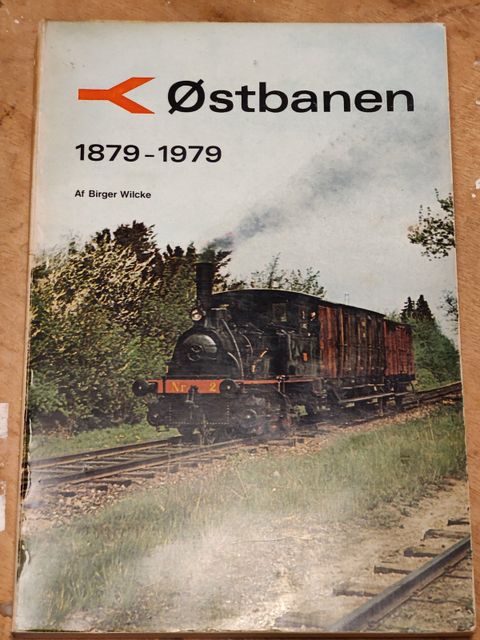 Østbanen
1879-1979
Af Birger Wilcke
Nr. 2